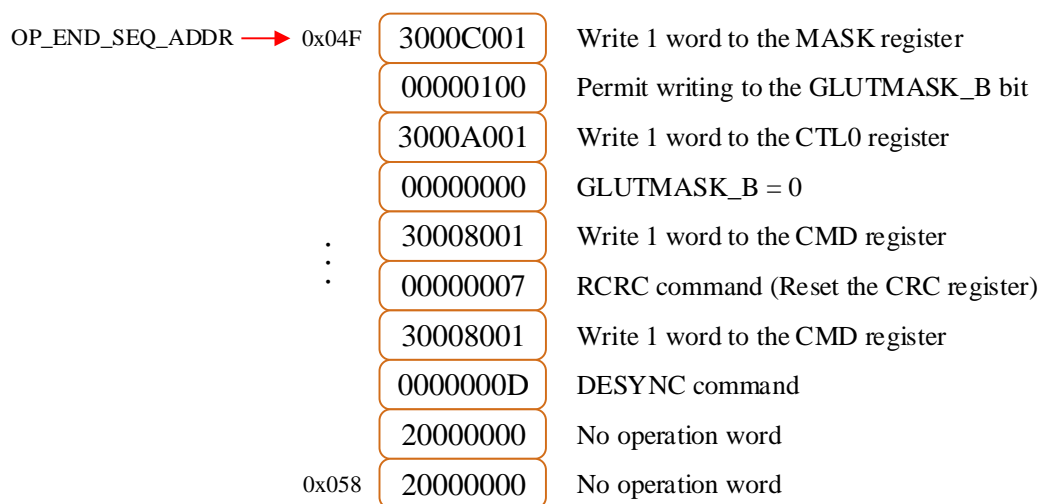 OP_END_SEQ_ADDR 0x04F 3000C001 Write 1 word to the MASK register
00000100 Permit writing to the GLUTMASK_B bit
3000A001 Write 1 word to the CTL0 register
00000000 GLUTMASK_B = 0
30008001 Write 1 word to the CMD register
00000007 RCRC command (Reset the CRC register)
30008001 Write 1 word to the CMD register
0000000D DESYNC command
20000000 No operation word
0x058 20000000 No operation word